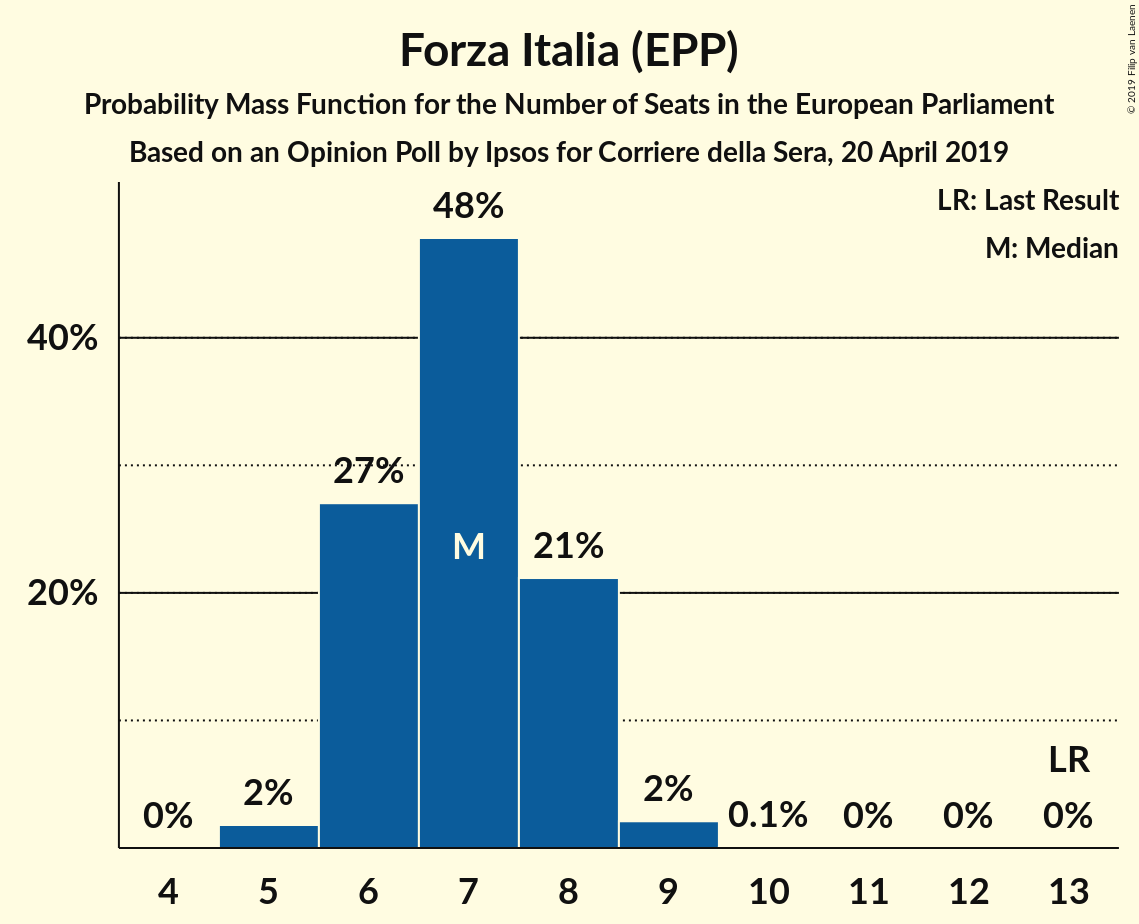 Forza Italia (EPP)
Probability Mass Function for the Number of Seats in the European Parliament
Based on an Opinion Poll by Ipsos for Corriere della Sera, 20 April 2019
© 2019 Filip van Laenen
LR: Last Result
M: Median
40%
20%
0%
2%
27%
48%
M
21%
2%
0.1%
0%
0%
LR
0%
4 5 6 7 8 9 10 11 12 13